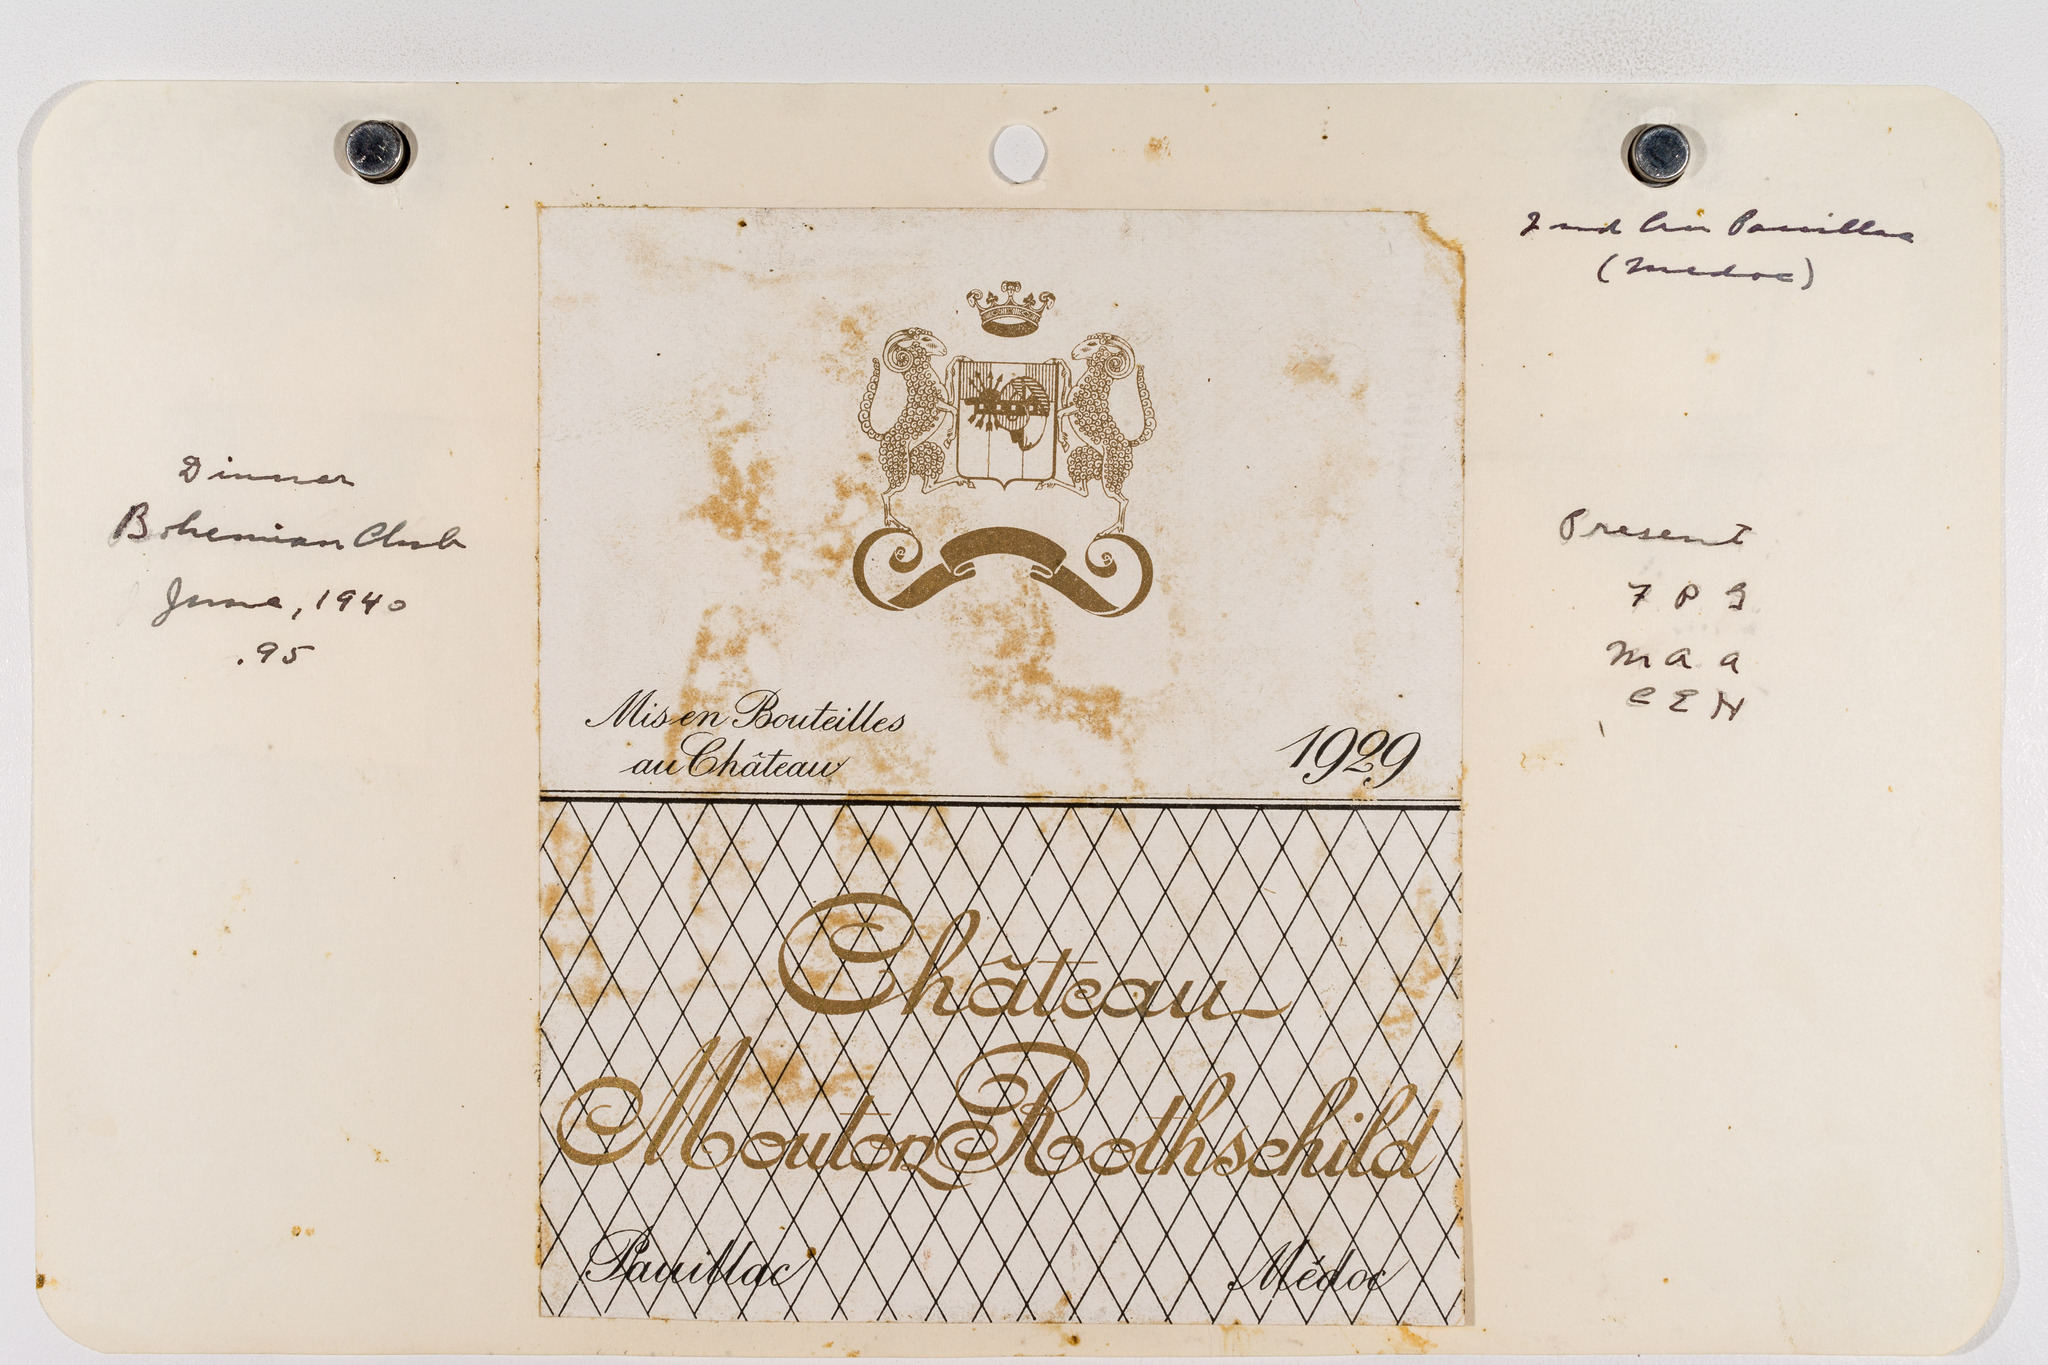 2nd Cru Pauillac
(Medoc)
Dinner
Bohemian Club
June, 1940
.95
Present
7 P G
M A A
C E N
Mis en Bouteilles
au Château
1929
Château
Mouton Rothschild
Pauillac
Médoc